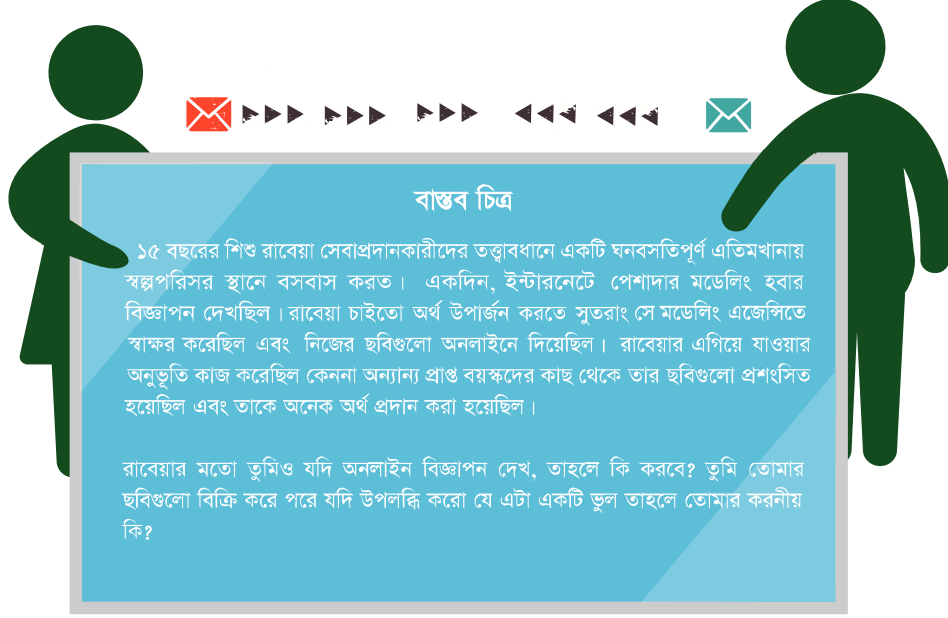 বাস্তব চিত্র
১৫ বছরের শিশু রাবেয়া সেবাপ্রদানকারীদের তত্ত্বাবধানে একটি ঘনবসতিপূর্ণ এতিমখানায়
স্বল্পপরিসর স্থানে বসবাস করত। একদিন, ইন্টারনেটে পেশাদার মডেলিং হবার
বিজ্ঞাপন দেখছিল। রাবেয়া চাইতো অর্থ উপার্জন করতে সুতরাং সে মডেলিং এজেন্সিতে
স্বাক্ষর করেছিল এবং নিজের ছবিগুলো অনলাইনে দিয়েছিল। রাবেয়ার এগিয়ে যাওয়ার
অনুভূতি কাজ করেছিল কেননা অন্যান্য প্রাপ্ত বয়স্কদের কাছ থেকে তার ছবিগুলো প্রশংসিত
হয়েছিল এবং তাকে অনেক অর্থ প্রদান করা হয়েছিল।
রাবেয়ার মতো তুমিও যদি অনলাইন বিজ্ঞাপন দেখ, তাহলে কি করবে? তুমি তোমার
ছবিগুলো বিক্রি করে পরে যদি উপলব্ধি করো যে এটা একটি ভুল তাহলে তোমার করনীয়
কি?